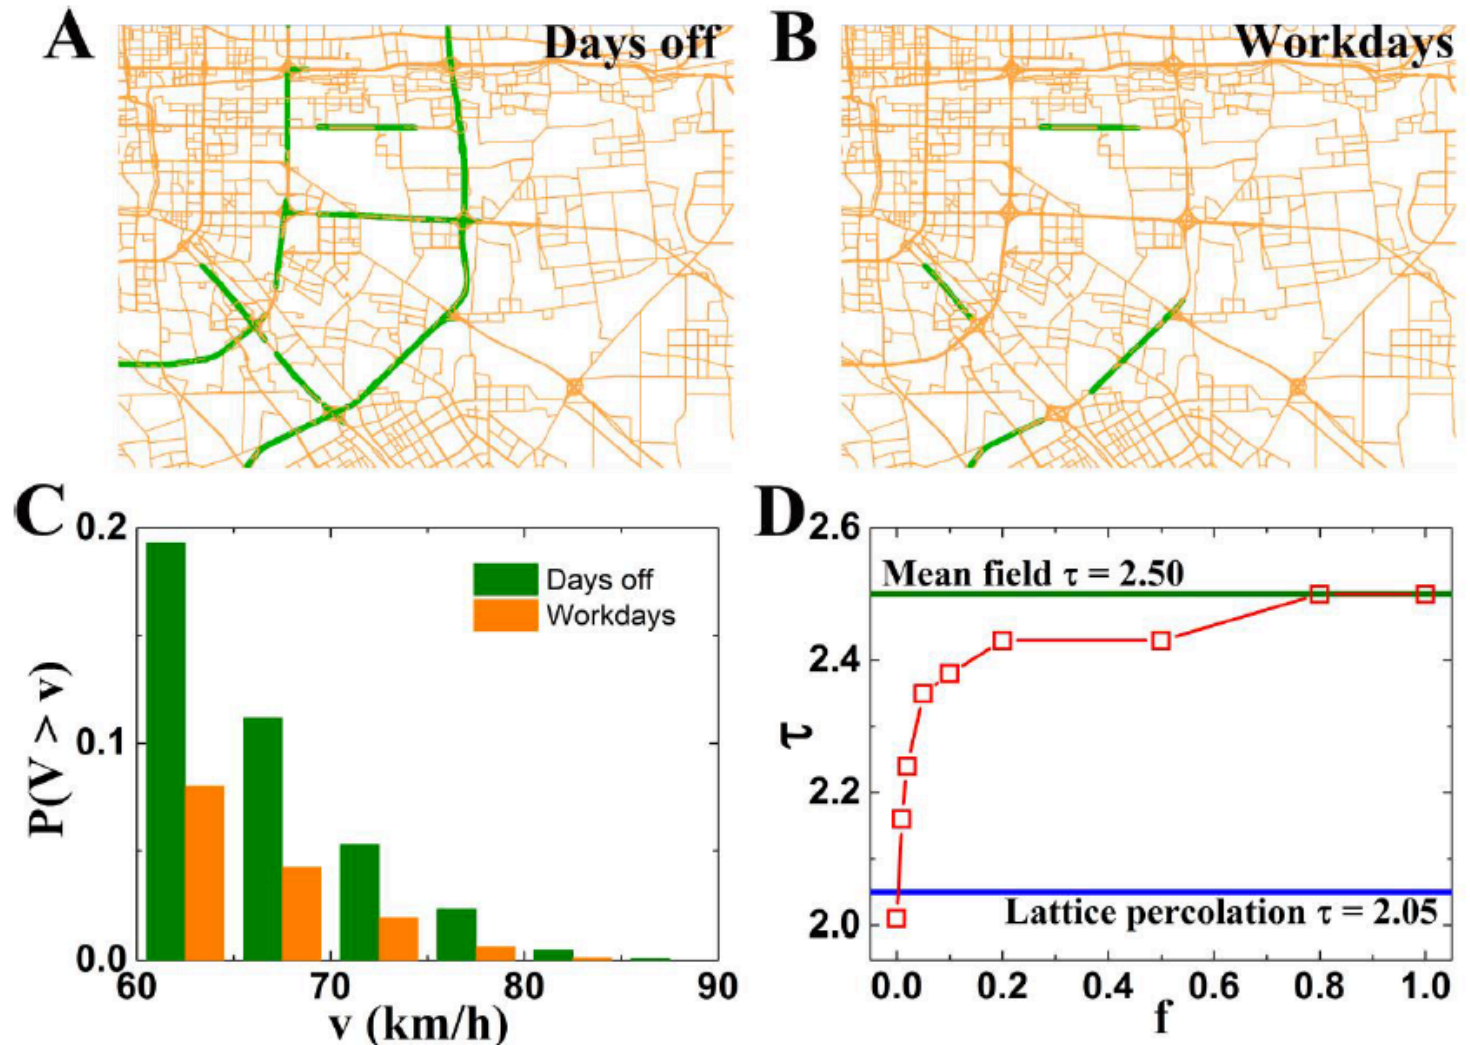 A
Days off
B
Workdays
C
0.2
0.1
0.0
60
70
80
90
P(V > v)
v (km/h)
Days off
Workdays
D
2.6
2.4
2.2
2.0
τ
0.0
0.2
0.4
0.6
0.8
1.0
f
Mean field τ = 2.50
Lattice percolation τ = 2.05